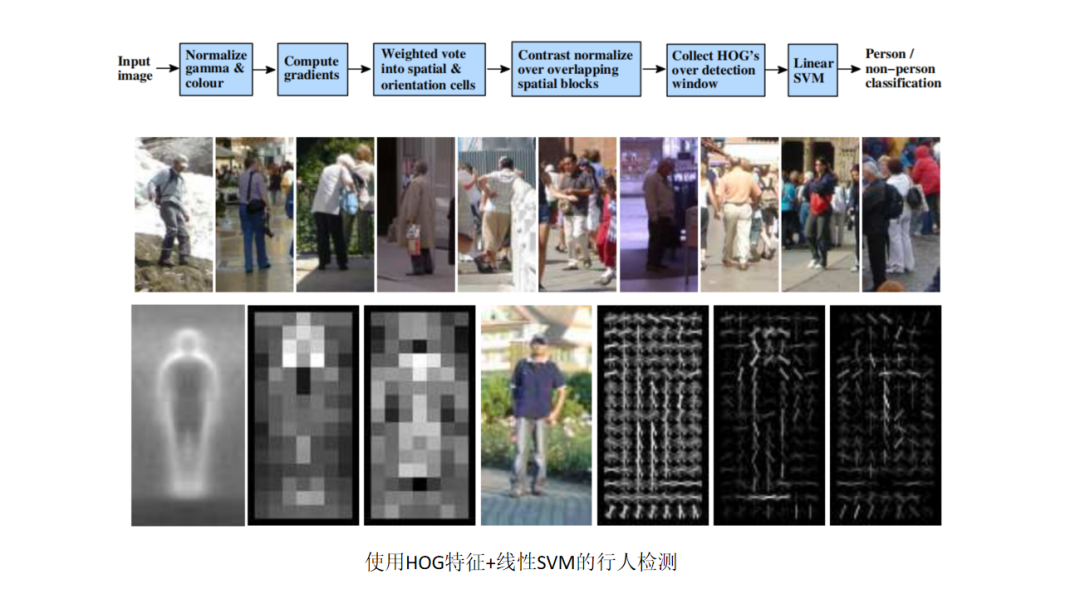 Input
image
Normalize
gamma &
colour
Compute
gradients
Weighted vote
into spatial &
orientation cells
Contrast normalize
over overlapping
spatial blocks
Collect HOG's
over detection
window
Linear
SVM
Person /
non−person
classification
使用HOG特征+线性SVM的行人检测